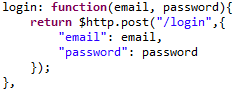 login: function(email, password){
    return $http.post("/login",{
        "email": email,
        "password": password
    });
},